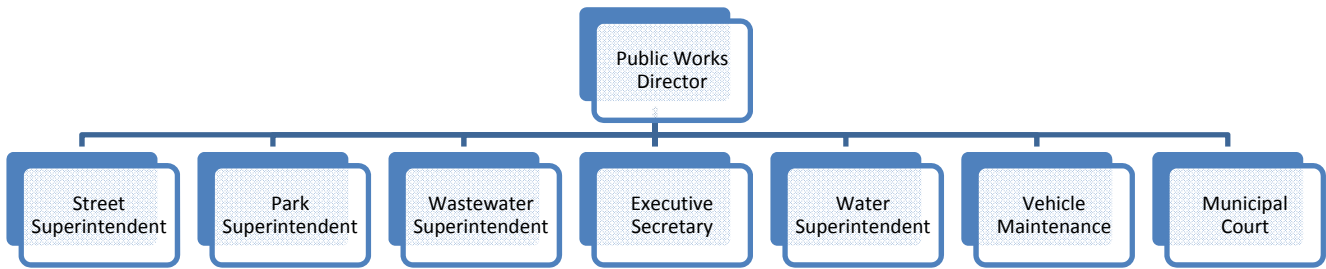 Public Works
Director
Street
Superintendent
Park
Superintendent
Wastewater
Superintendent
Executive
Secretary
Water
Superintendent
Vehicle
Maintenance
Municipal
Court